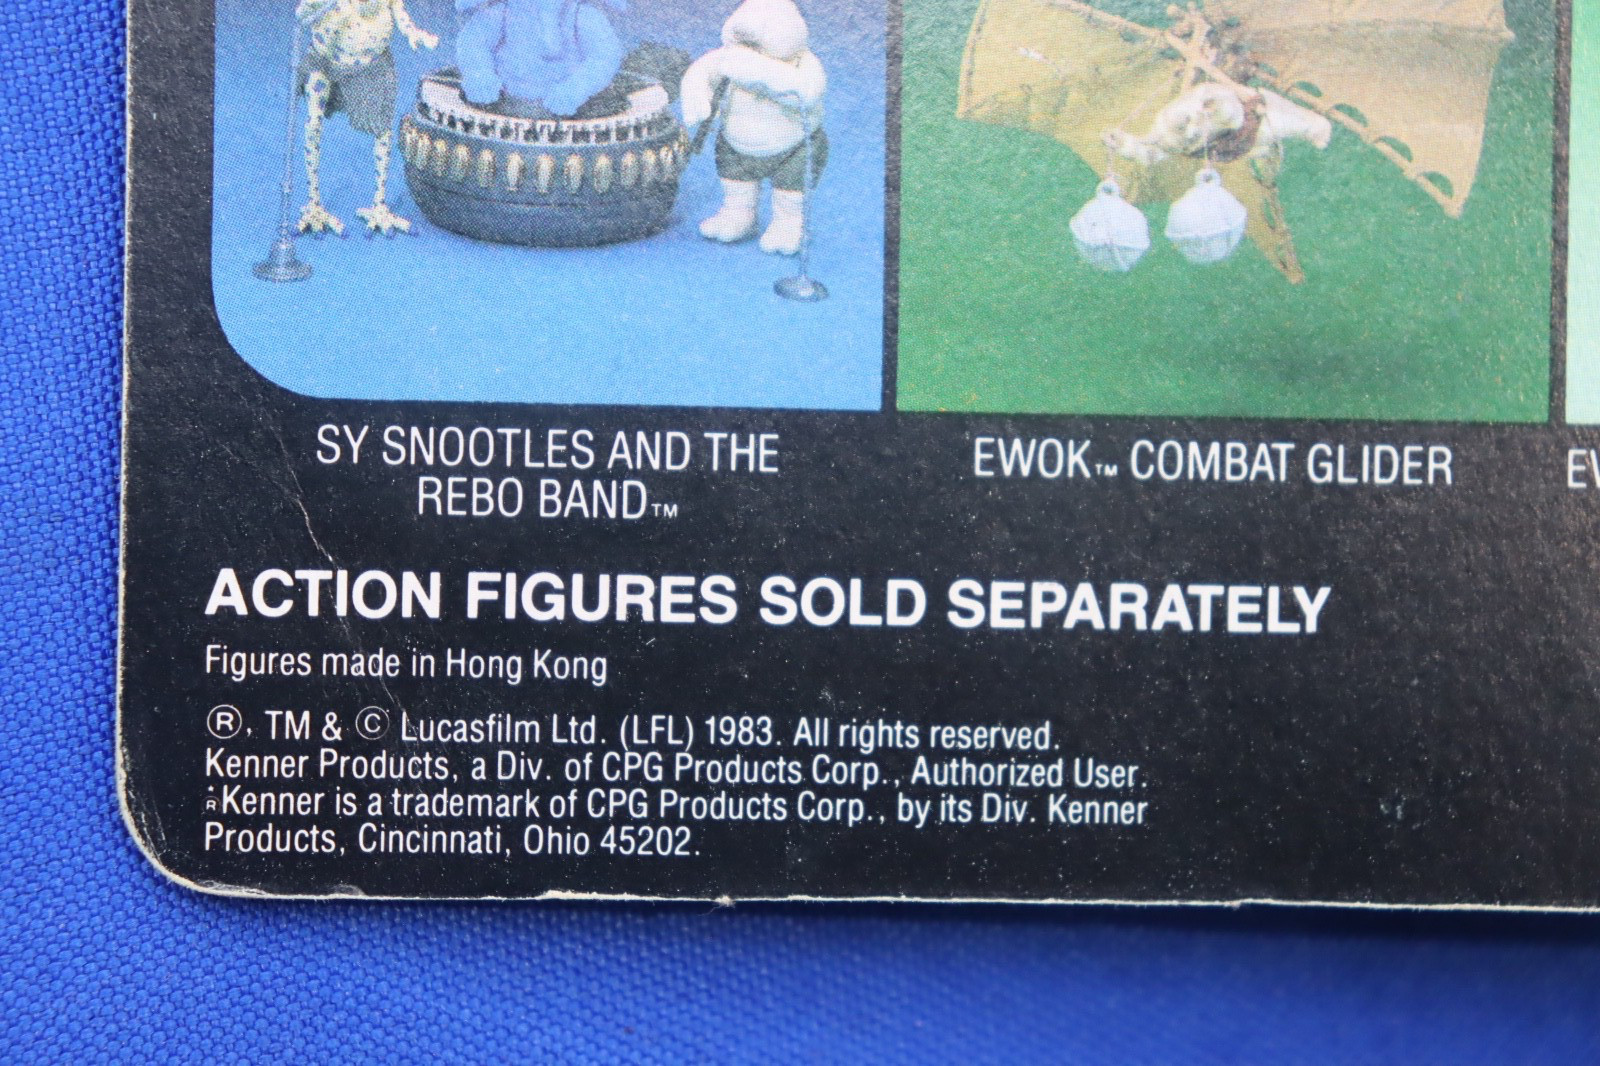 SY SNOOTLES AND THE
REBO BAND™
EWOK™ COMBAT GLIDER
ACTION FIGURES SOLD SEPARATELY
Figures made in Hong Kong
®, TM & © Lucasfilm Ltd. (LFL) 1983. All rights reserved.
Kenner Products, a Div. of CPG Products Corp., Authorized User.
*R Kenner is a trademark of CPG Products Corp., by its Div. Kenner
Products, Cincinnati, Ohio 45202.